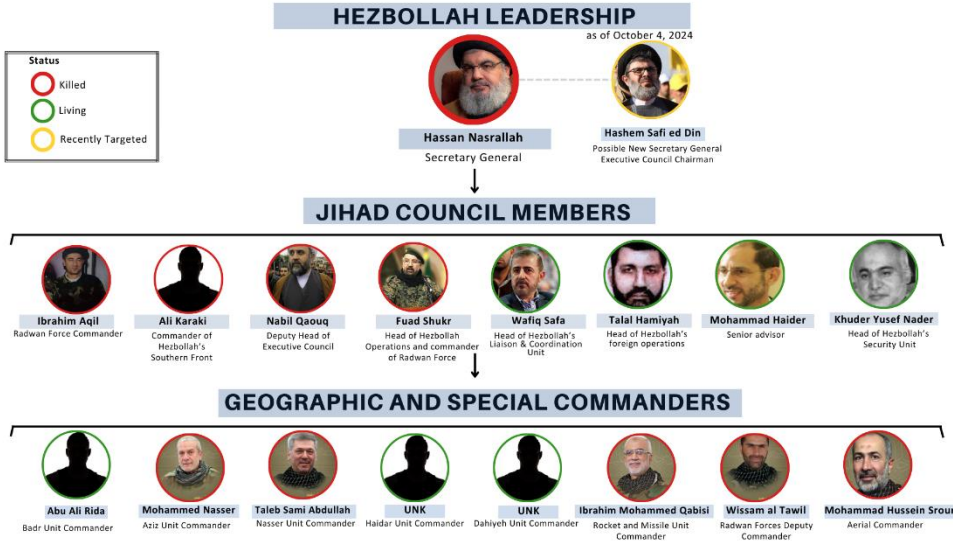 HEZBOLLAH LEADERSHIP
as of October 4, 2024
Status
Killed
Living
Recently Targeted
Hassan Nasrallah
Secretary General
Hashem Safi ed Din
Possible New Secretary General
Executive Council Chairman
JIHAD COUNCIL MEMBERS
Ibrahim Aqil
Radwan Force Commander
Ali Karaki
Commander of
Hezbollah's
Southern Front
Nabil Qaouq
Deputy Head of
Executive Council
Fuad Shukr
Head of Hezbollah
Operations and commander
of Radwan Force
Wafiq Safa
Head of Hezbollah's
Liaison & Coordination
Unit
Talal Hamiyah
Head of Hezbollah's
foreign operations
Mohammad Haider
Senior advisor
Khuder Yusef Nader
Head of Hezbollah's
Security Unit
GEOGRAPHIC AND SPECIAL COMMANDERS
Abu Ali Rida
Badr Unit Commander
Mohammed Nasser
Aziz Unit Commander
Taleb Sami Abdullah
Nasser Unit Commander
UNK
Haidar Unit Commander
UNK
Dahiyeh Unit Commander
Ibrahim Mohammed Qabisi
Rocket and Missile Unit
Commander
Wissam al Tawil
Radwan Forces Deputy
Commander
Mohammad Hussein Srour
Aerial Commander